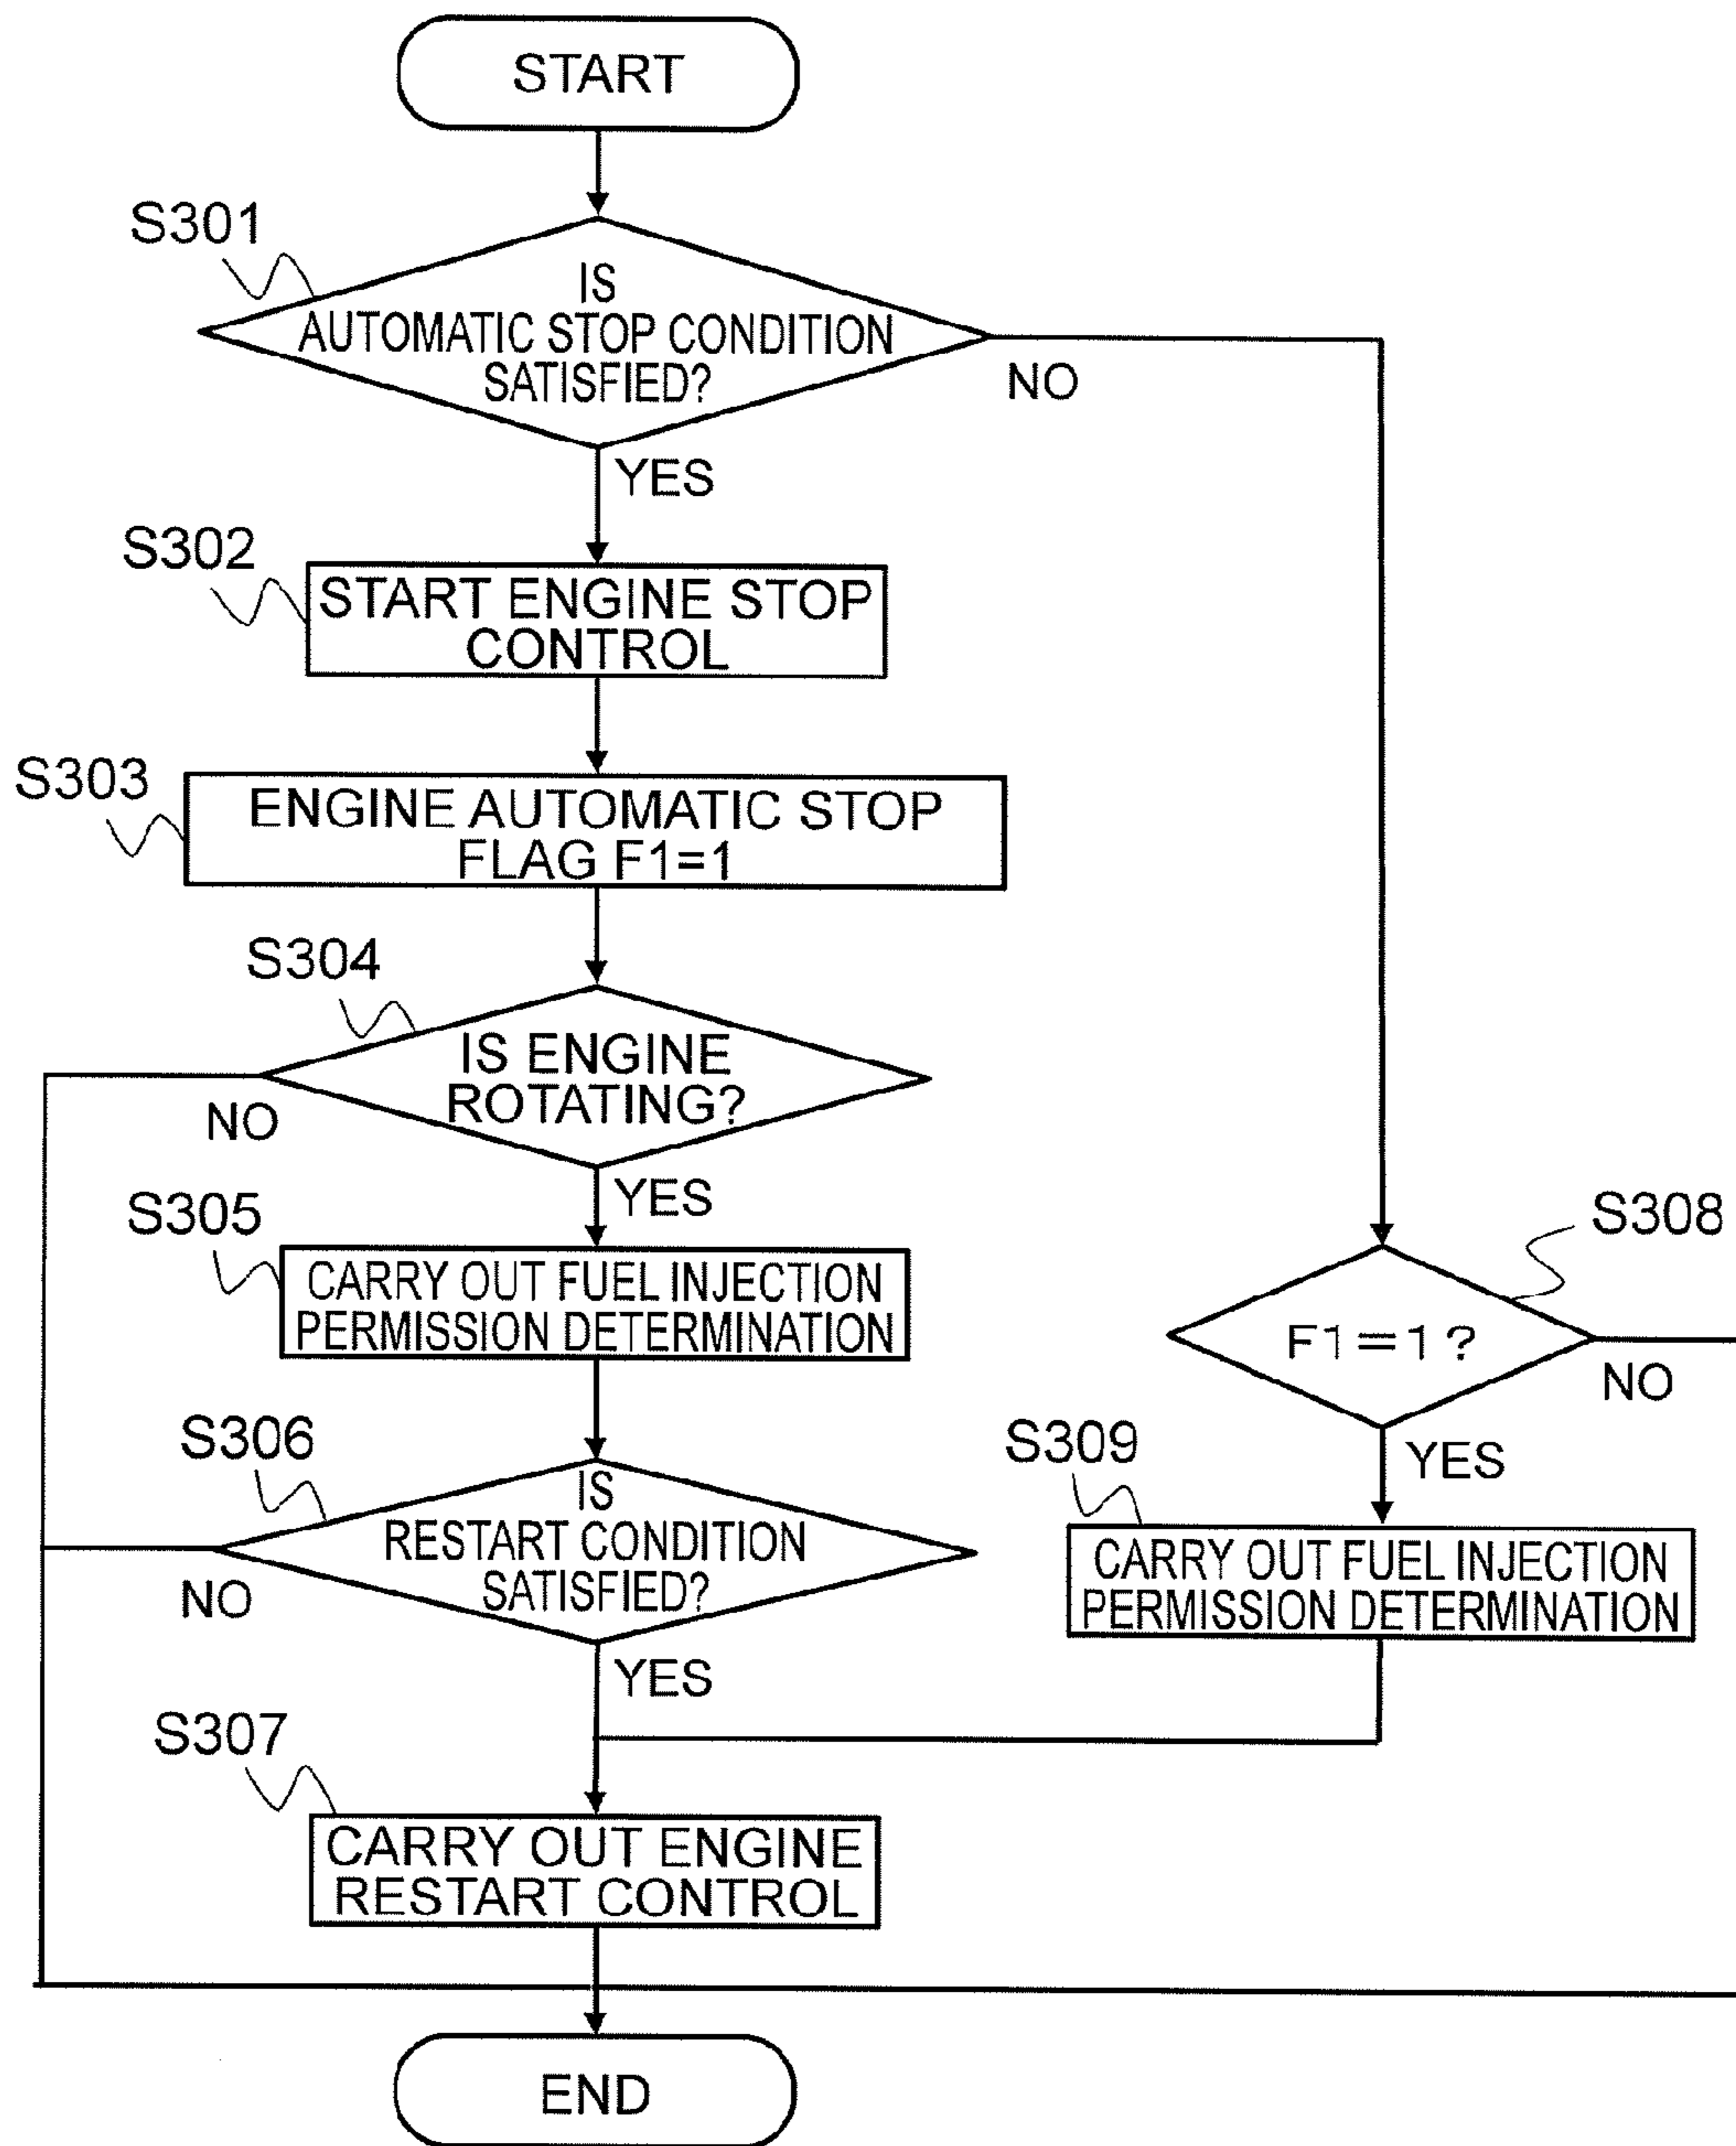 START
S301
IS
AUTOMATIC STOP CONDITION
SATISFIED?
NO
YES
S302
START ENGINE STOP
CONTROL
S303
ENGINE AUTOMATIC STOP
FLAG F1=1
S304
IS ENGINE
ROTATING?
NO
YES
S305
CARRY OUT FUEL INJECTION
PERMISSION DETERMINATION
S306
IS
RESTART CONDITION
SATISFIED?
NO
YES
S307
CARRY OUT ENGINE
RESTART CONTROL
S308
F1=1?
NO
YES
S309
CARRY OUT FUEL INJECTION
PERMISSION DETERMINATION
END